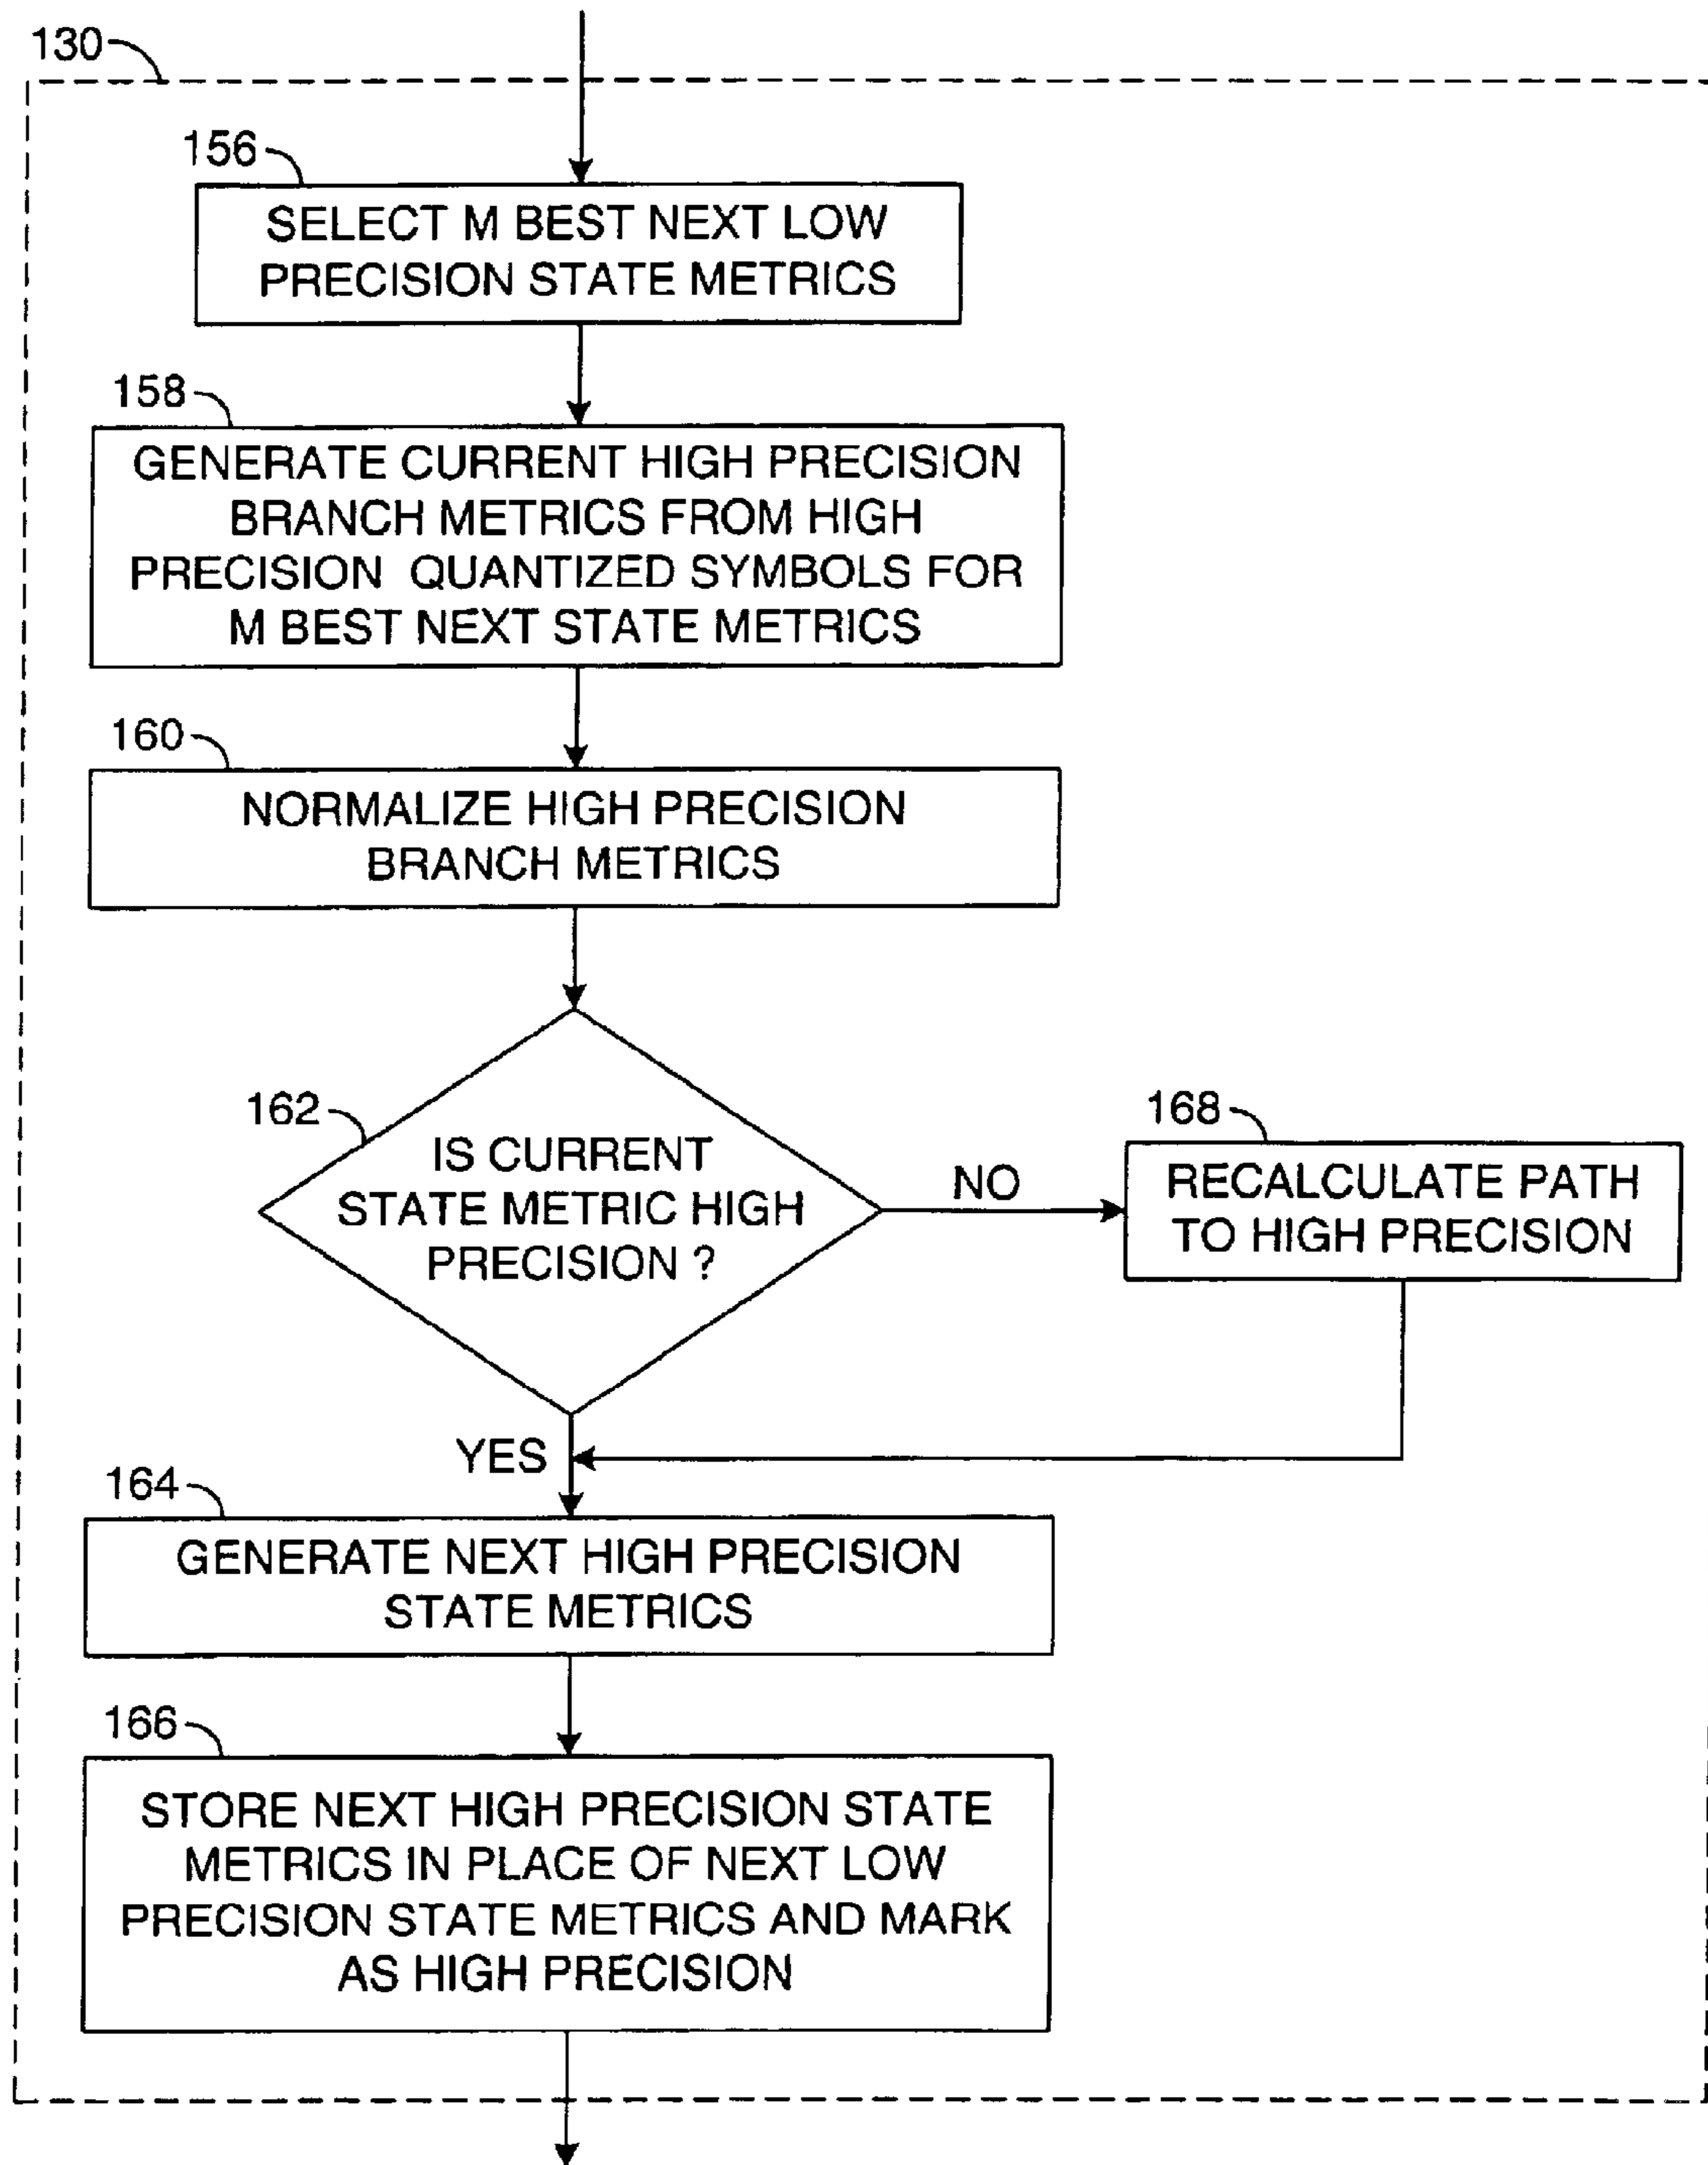 130
156
SELECT M BEST NEXT LOW
PRECISION STATE METRICS
158
GENERATE CURRENT HIGH PRECISION
BRANCH METRICS FROM HIGH
PRECISION QUANTIZED SYMBOLS FOR
M BEST NEXT STATE METRICS
160
NORMALIZE HIGH PRECISION
BRANCH METRICS
162
IS CURRENT
STATE METRIC HIGH
PRECISION ?
NO
168
RECALCULATE PATH
TO HIGH PRECISION
YES
164
GENERATE NEXT HIGH PRECISION
STATE METRICS
166
STORE NEXT HIGH PRECISION STATE
METRICS IN PLACE OF NEXT LOW
PRECISION STATE METRICS AND MARK
AS HIGH PRECISION